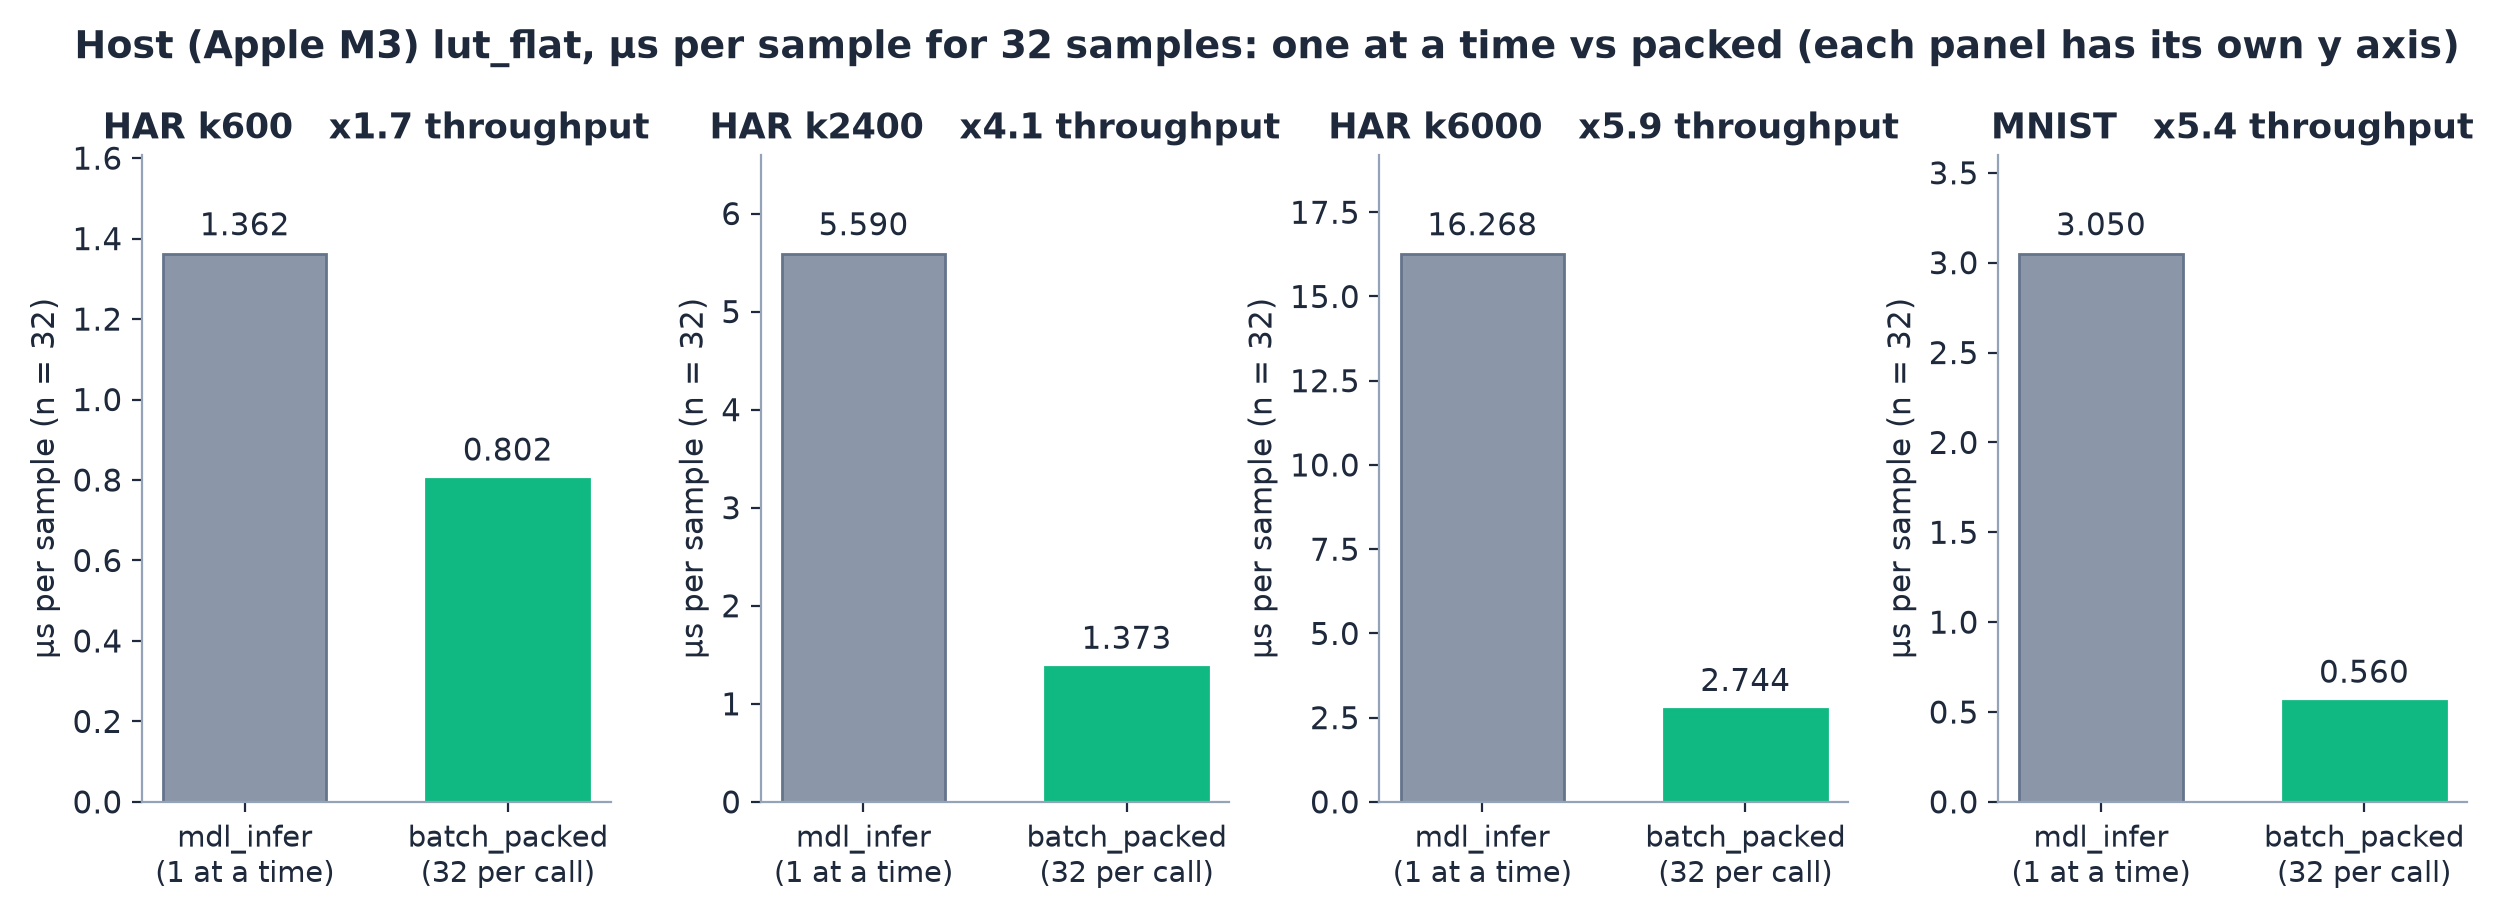 Host (Apple M3) lut_flat, µs per sample for 32 samples: one at a time vs packed (each panel has its own y axis)
HAR k600 x1.7 throughput
µs per sample (n = 32)
1.6
1.4
1.2
1.0
0.8
0.6
0.4
0.2
0.0
1.362
0.802
mdl_infer
(1 at a time)
batch_packed
(32 per call)
HAR k2400 x4.1 throughput
µs per sample (n = 32)
6
5
4
3
2
1
0
5.590
1.373
mdl_infer
(1 at a time)
batch_packed
(32 per call)
HAR k6000 x5.9 throughput
µs per sample (n = 32)
17.5
15.0
12.5
10.0
7.5
5.0
2.5
0.0
16.268
2.744
mdl_infer
(1 at a time)
batch_packed
(32 per call)
MNIST x5.4 throughput
µs per sample (n = 32)
3.5
3.0
2.5
2.0
1.5
1.0
0.5
0.0
3.050
0.560
mdl_infer
(1 at a time)
batch_packed
(32 per call)